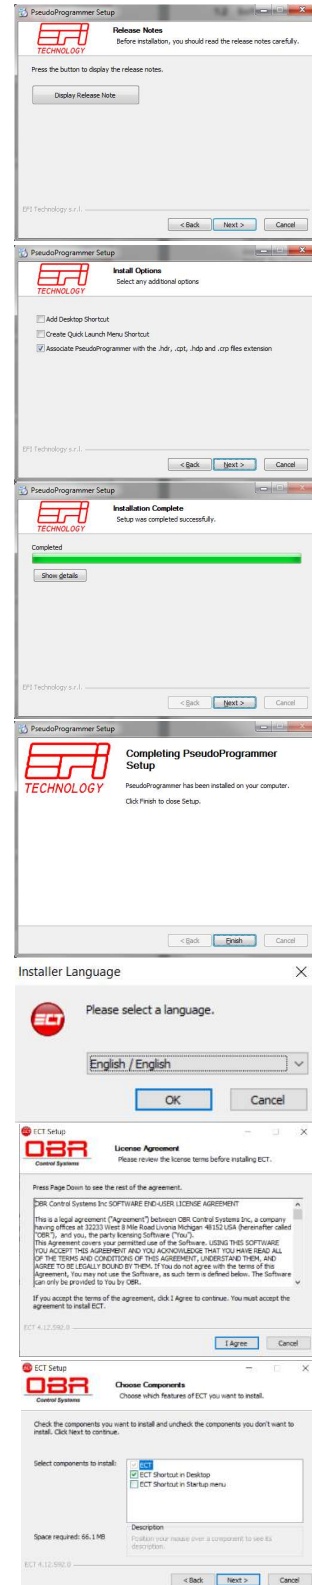 PseudoProgrammer Setup
EFI
TECHNOLOGY
Release Notes
Before installation, you should read the release notes carefully.
Press the button to display the release notes.
Display Release Note
EFI Technology s.r.l.
< Back
Next >
Cancel
PseudoProgrammer Setup
EFI
TECHNOLOGY
Install Options
Select any additional options
Add Desktop Shortcut
Create Quick Launch Menu Shortcut
Associate PseudoProgrammer with the .hdr, .cpt, .hdp and .crp files extension
EFI Technology s.r.l.
< Back
Next >
Cancel
PseudoProgrammer Setup
EFI
TECHNOLOGY
Installation Complete
Setup was completed successfully.
Completed
Show details
EFI Technology s.r.l.
< Back
Next >
Cancel
PseudoProgrammer Setup
EFI
TECHNOLOGY
Completing PseudoProgrammer
Setup
PseudoProgrammer has been installed on your computer.
Click Finish to close Setup.
< Back
Finish
Cancel
Installer Language
ECT
Please select a language.
English / English
OK
Cancel
ECT Setup
OBR
Control Systems
License Agreement
Please review the license terms before installing ECT.
Press Page Down to see the rest of the agreement.
OBR Control Systems Inc SOFTWARE END-USER LICENSE AGREEMENT
This is a legal agreement ("Agreement") between OBR Control Systems Inc, a company
having offices at 32233 West 8 Mile Road Livonia Michigan 48152 USA (hereinafter called
"OBR"), and you, the party licensing Software ("You").
This Agreement covers your permitted use of the Software. USING THIS SOFTWARE
YOU ACCEPT THIS AGREEMENT AND YOU ACKNOWLEDGE THAT YOU HAVE READ ALL
OF THE TERMS AND CONDITIONS OF THIS AGREEMENT, UNDERSTAND THEM, AND
AGREE TO BE LEGALLY BOUND BY THEM. If You do not agree with the terms of this
Agreement, You may not use the Software, as such term is defined below. The Software
can only be provided to You by OBR.
If you accept the terms of the agreement, click I Agree to continue. You must accept the
agreement to install ECT.
ECT 4.12.592.0
I Agree
Cancel
ECT Setup
OBR
Control Systems
Choose Components
Choose which features of ECT you want to install.
Check the components you want to install and uncheck the components you don't want to
install. Click Next to continue.
Select components to install:
ECT
ECT Shortcut in Desktop
ECT Shortcut in Startup menu
Space required: 66.1MB
Description
Position your mouse over a component to see its
description.
ECT 4.12.592.0
< Back
Next >
Cancel